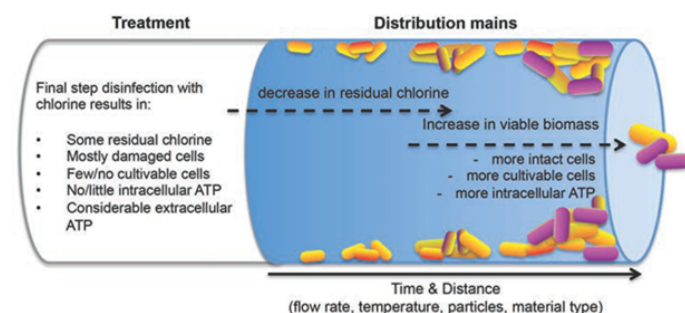 Treatment
Final step disinfection with
chlorine results in:
• Some residual chlorine
• Mostly damaged cells
• Few/no cultivable cells
• No/little intracellular ATP
• Considerable extracellular
ATP
Distribution mains
decrease in residual chlorine
Increase in viable biomass
- more intact cells
- more cultivable cells
- more intracellular ATP
Time & Distance
(flow rate, temperature, particles, material type)